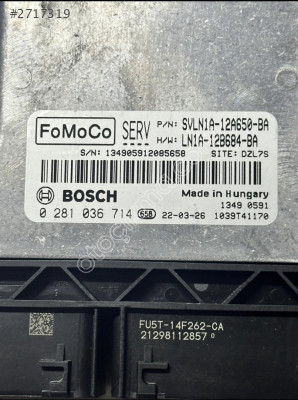 #2717319
FoMoCo SERV P/N: SVLN1A-12A650-BA
H/W: LN1A-12B684-BA
S/N: 134905912085658 SITE: DZL7S
BOSCH Made in Hungary
1349 0591
0 281 036 714 65B 22-03-26 1039T41170
FU5T-14F262-CA
21298112857